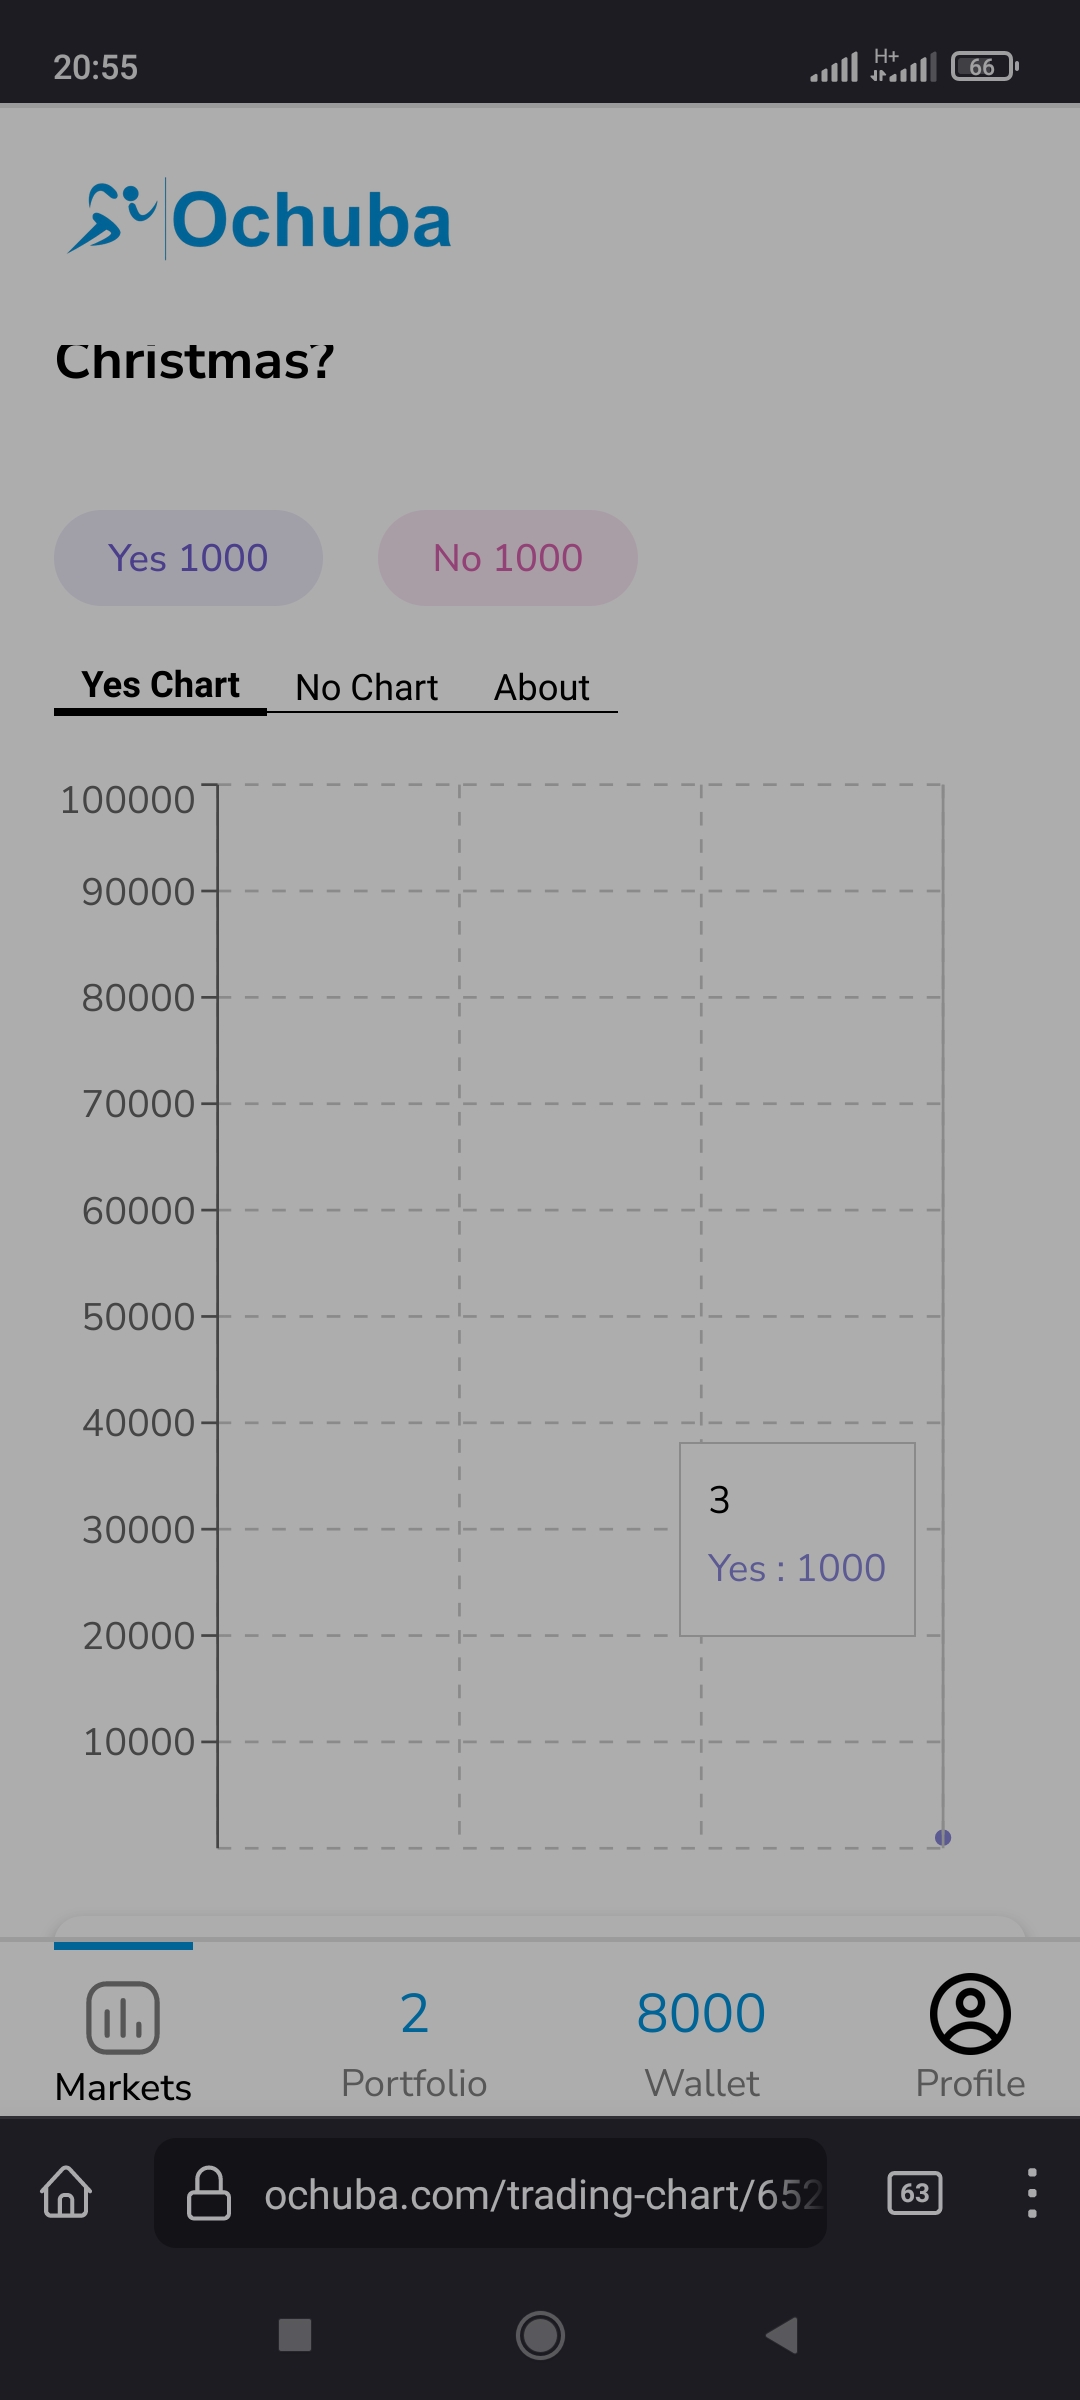 20:55
H+
66
Ochuba
Christmas?
Yes 1000
No 1000
Yes Chart
No Chart
About
100000
90000
80000
70000
60000
50000
40000
30000
20000
10000
3
Yes : 1000
Markets
2
Portfolio
8000
Wallet
Profile
ochuba.com/trading-chart/652
63